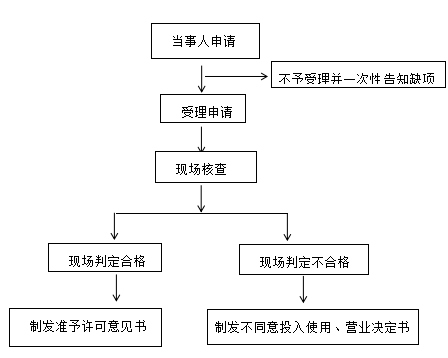 当事人申请
不予受理并一次性告知缺项
受理申请
现场核查
现场判定合格
现场判定不合格
制发准予许可意见书
制发不同意投入使用、营业决定书